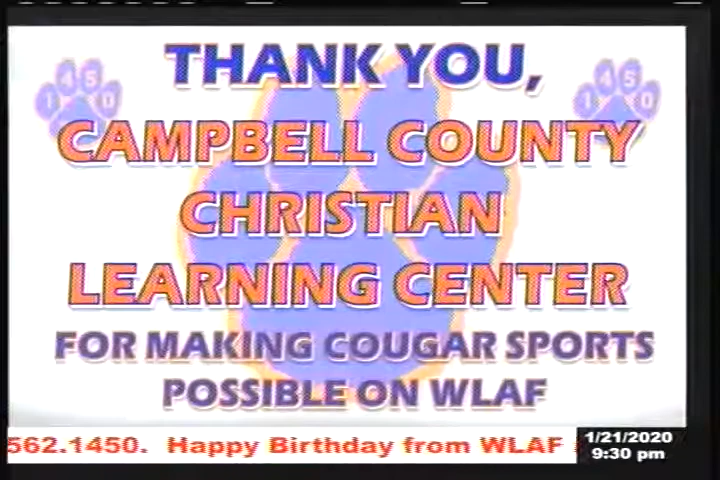 1450
1450
THANK YOU,
CAMPBELL COUNTY
CHRISTIAN
LEARNING CENTER
FOR MAKING COUGAR SPORTS
POSSIBLE ON WLAF
562.1450. Happy Birthday from WLAF
1/21/2020
9:30 pm